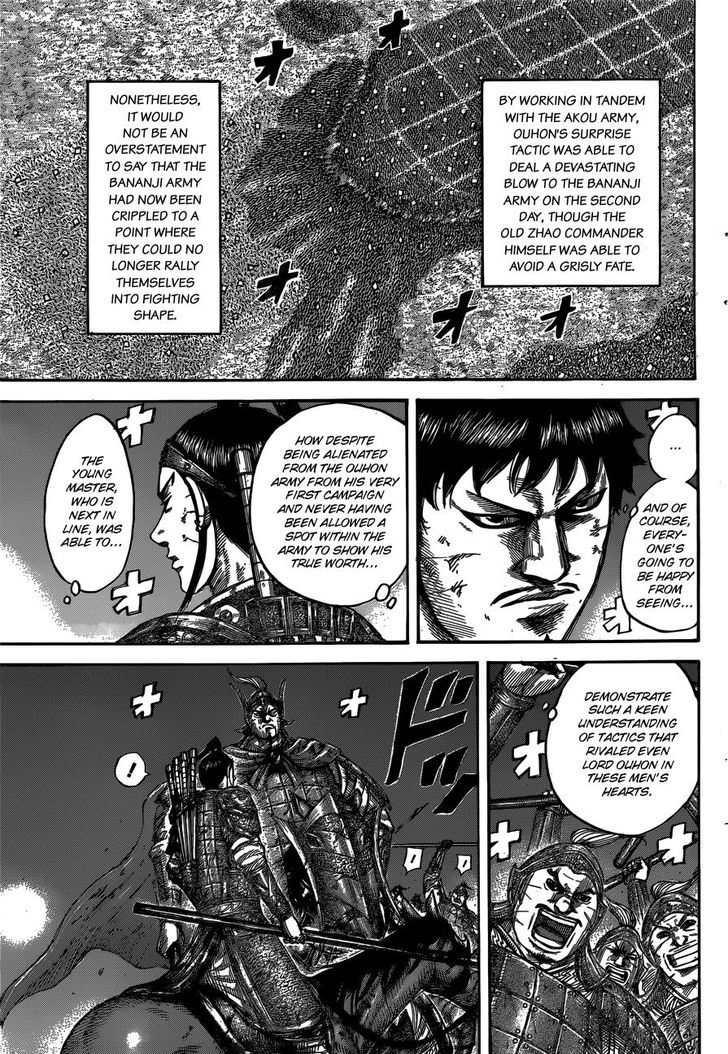 BY WORKING IN TANDEM
WITH THE AKOU ARMY,
OUHON'S SURPRISE
TACTIC WAS ABLE TO
DEAL A DEVASTATING
BLOW TO THE BANANJI
ARMY ON THE SECOND
DAY, THOUGH THE
OLD ZHAO COMMANDER
HIMSELF WAS ABLE TO
AVOID A GRISLY FATE.
NONETHELESS,
IT WOULD
NOT BE AN
OVERSTATEMENT
TO SAY THAT THE
BANANJI ARMY
HAD NOW BEEN
CRIPPLED TO A
POINT WHERE
THEY COULD NO
LONGER RALLY
THEMSELVES
INTO FIGHTING
SHAPE.
オ
オ
オ
オ
オ
オ
...
AND OF
COURSE,
EVERY-
ONE'S
GOING TO
BE HAPPY
FROM
SEEING...
HOW DESPITE
BEING ALIENATED
FROM THE OUHON
ARMY FROM HIS VERY
FIRST CAMPAIGN
AND NEVER HAVING
BEEN ALLOWED A
SPOT WITHIN THE
ARMY TO SHOW HIS
TRUE WORTH...
THE
YOUNG
MASTER,
WHO IS
NEXT IN
LINE, WAS
ABLE TO...
オ
オ
オ
オ
オ
DEMONSTRATE
SUCH A KEEN
UNDERSTANDING
OF TACTICS THAT
RIVALED EVEN
LORD OUHON IN
THESE MEN'S
HEARTS.
オ
オ
ドッ
オ
オ
!
!
!